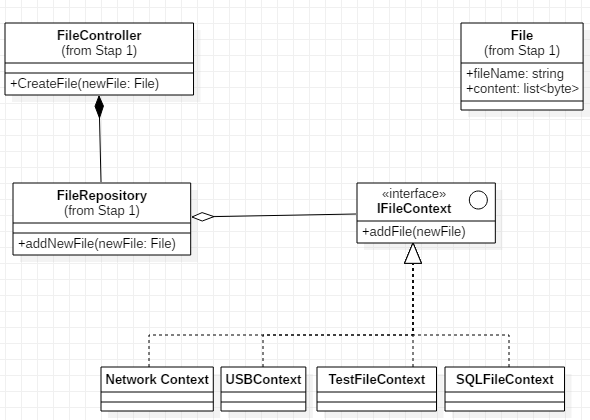 FileController
(from Stap 1)
+CreateFile(newFile: File)
File
(from Stap 1)
+fileName: string
+content: list<byte>
FileRepository
(from Stap 1)
+addNewFile(newFile: File)
«interface»
IFileContext
+addFile(newFile)
Network Context
USBContext
TestFileContext
SQLFileContext